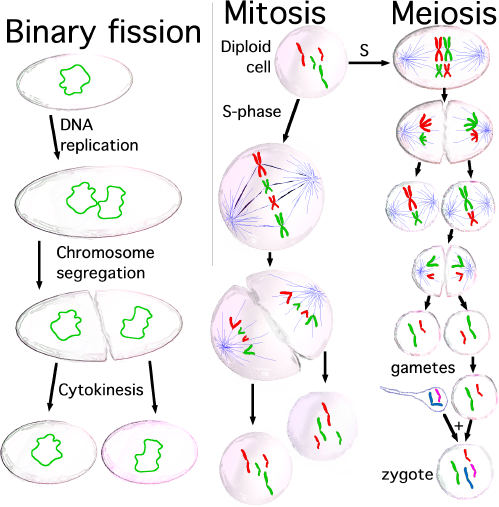 Binary fission
DNA
replication
Chromosome
segregation
Cytokinesis
Mitosis
Diploid
cell
S
S-phase
Meiosis
gametes
+
zygote